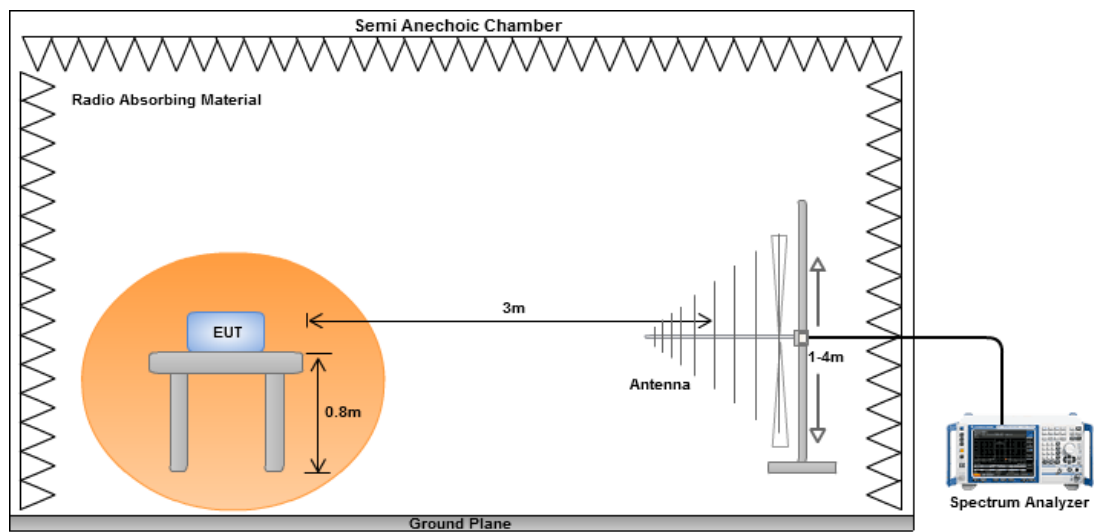 Semi Anechoic Chamber
Radio Absorbing Material
3m
EUT
1-4m
Antenna
0.8m
Spectrum Analyzer
Ground Plane